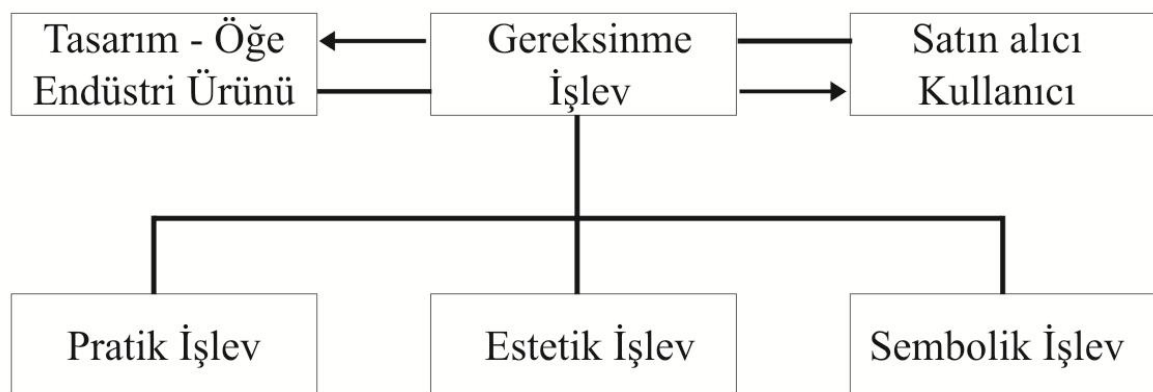 Tasarım - Öğe
Endüstri Ürünü
Gereksinme
İşlev
Satın alıcı
Kullanıcı
Pratik İşlev
Estetik İşlev
Sembolik İşlev